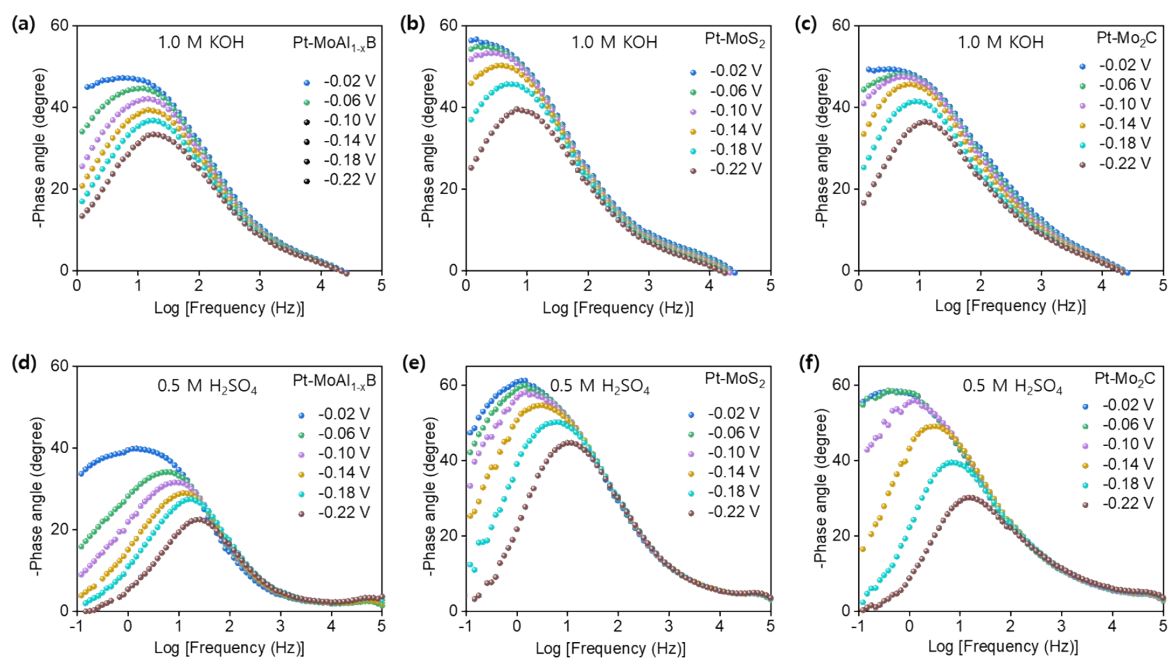 (a)
1.0 M KOH
Pt-MoAl1-xB
-0.02 V
-0.06 V
-0.10 V
-0.14 V
-0.18 V
-0.22 V
-Phase angle (degree)
60
40
20
0
0 1 2 3 4 5
Log [Frequency (Hz)]
(b)
1.0 M KOH
Pt-MoS2
-0.02 V
-0.06 V
-0.10 V
-0.14 V
-0.18 V
-0.22 V
-Phase angle (degree)
60
40
20
0
0 1 2 3 4 5
Log [Frequency (Hz)]
(c)
1.0 M KOH
Pt-Mo2C
-0.02 V
-0.06 V
-0.10 V
-0.14 V
-0.18 V
-0.22 V
-Phase angle (degree)
60
40
20
0
0 1 2 3 4 5
Log [Frequency (Hz)]
(d)
0.5 M H2SO4
Pt-MoAl1-xB
-0.02 V
-0.06 V
-0.10 V
-0.14 V
-0.18 V
-0.22 V
-Phase angle (degree)
60
40
20
0
-1 0 1 2 3 4 5
Log [Frequency (Hz)]
(e)
0.5 M H2SO4
Pt-MoS2
-0.02 V
-0.06 V
-0.10 V
-0.14 V
-0.18 V
-0.22 V
-Phase angle (degree)
60
50
40
30
20
10
0
-1 0 1 2 3 4 5
Log [Frequency (Hz)]
(f)
0.5 M H2SO4
Pt-Mo2C
-0.02 V
-0.06 V
-0.10 V
-0.14 V
-0.18 V
-0.22 V
-Phase angle (degree)
60
40
20
0
-1 0 1 2 3 4 5
Log [Frequency (Hz)]